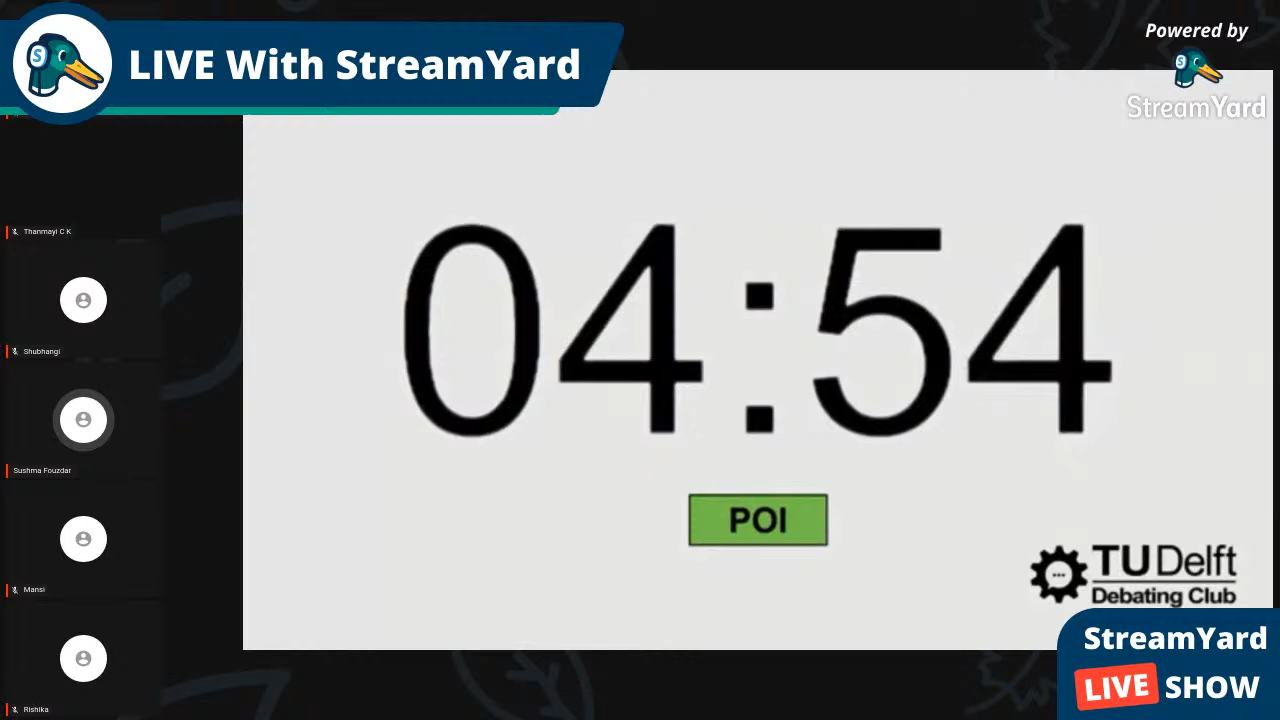 LIVE With StreamYard
Powered by
StreamYard
Thanmayi C K
Shubhangi
Sushma Fouzdar
Mansi
Rishika
04:54
POI
TU Delft
Debating Club
StreamYard
LIVE SHOW